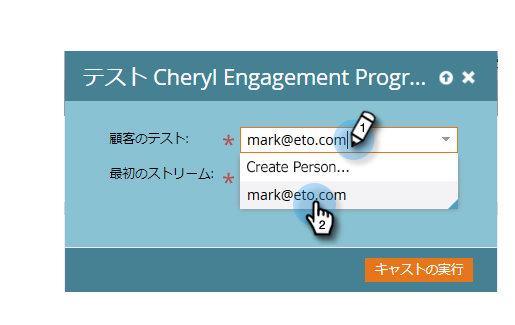 テスト Cheryl Engagement Progr...
顧客のテスト: * mark@eto.com
1
Create Person...
最初のストリーム: *
mark@eto.com
2
キャストの実行